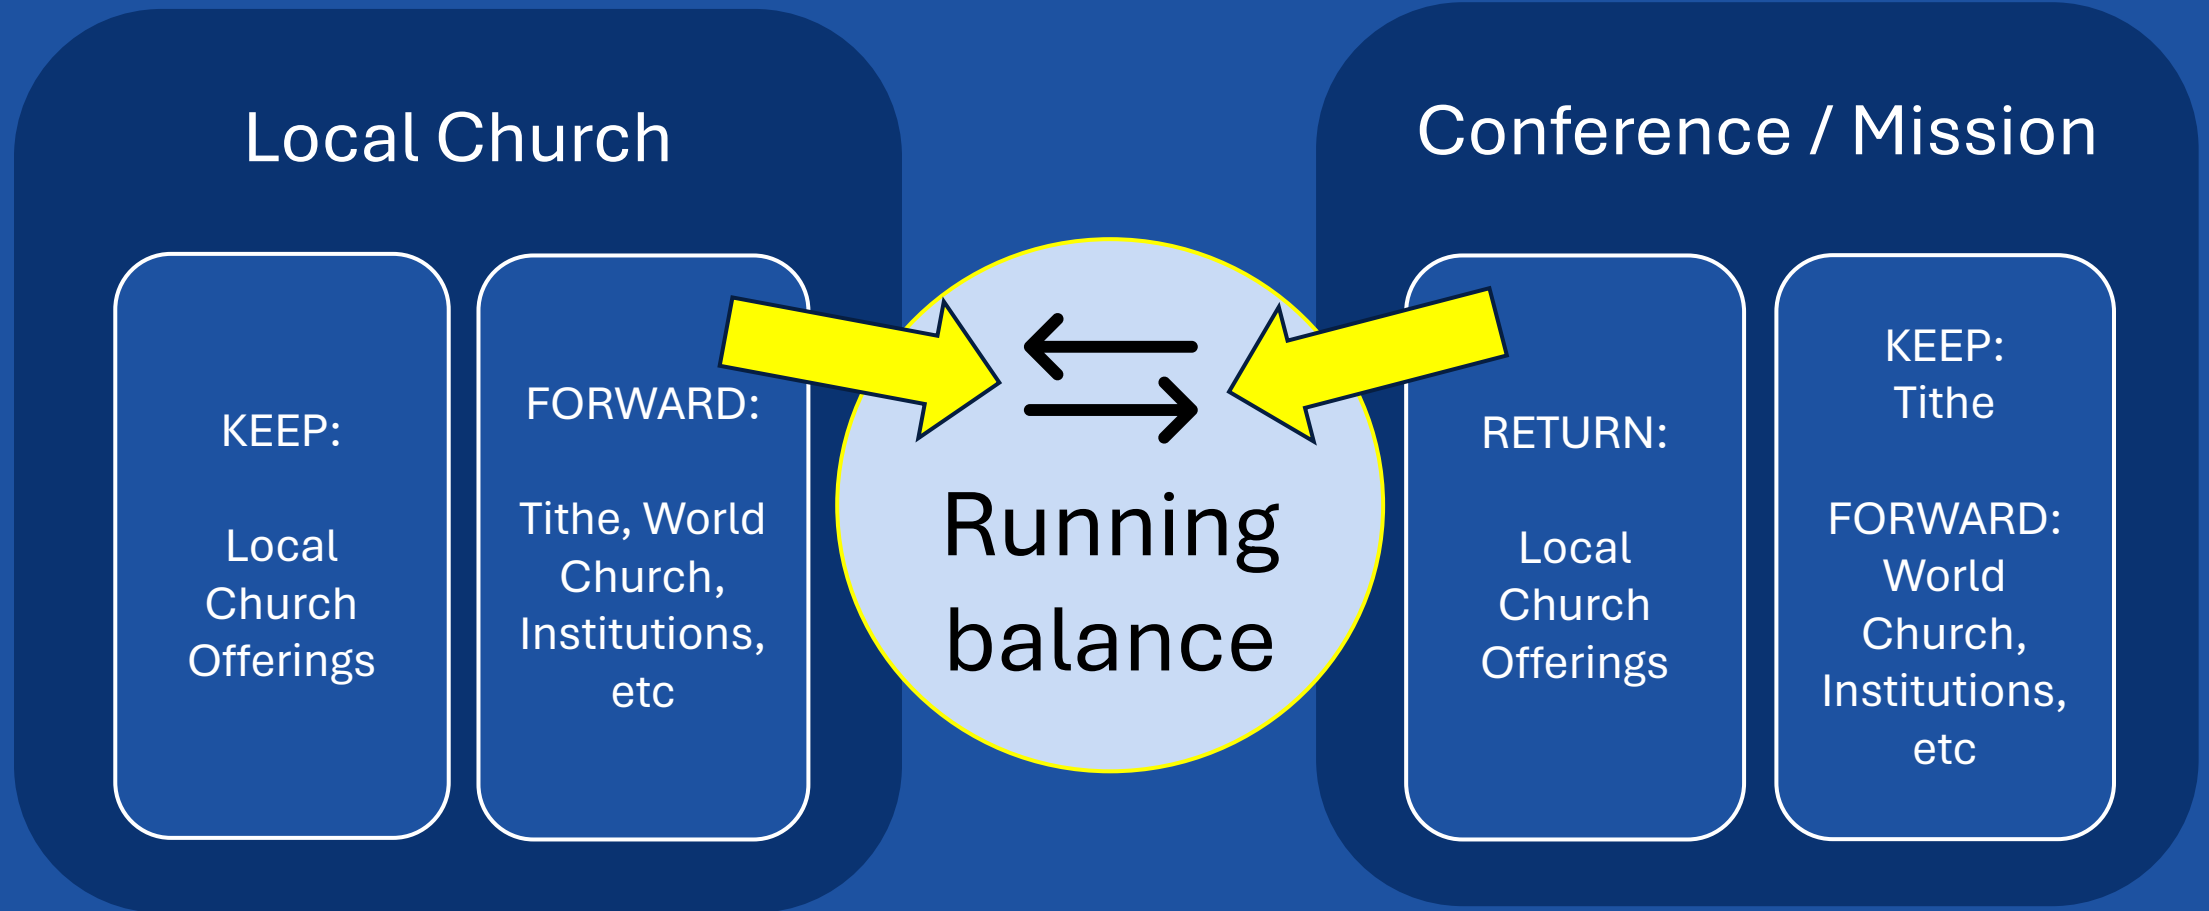 Local Church
KEEP:
Local
Church
Offerings
FORWARD:
Tithe, World
Church,
Institutions,
etc
Running
balance
Conference / Mission
RETURN:
Local
Church
Offerings
KEEP:
Tithe
FORWARD:
World
Church,
Institutions,
etc